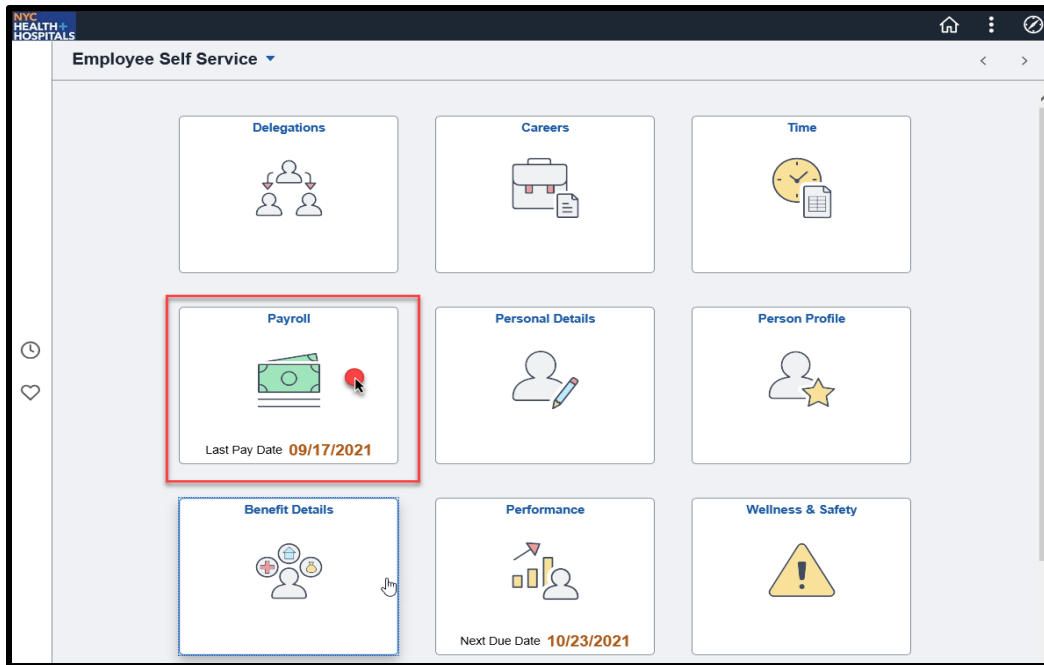 NYC
HEALTH+
HOSPITALS
Employee Self Service
Delegations
Careers
Time
Payroll
Last Pay Date 09/17/2021
Personal Details
Person Profile
Benefit Details
Performance
Next Due Date 10/23/2021
Wellness & Safety